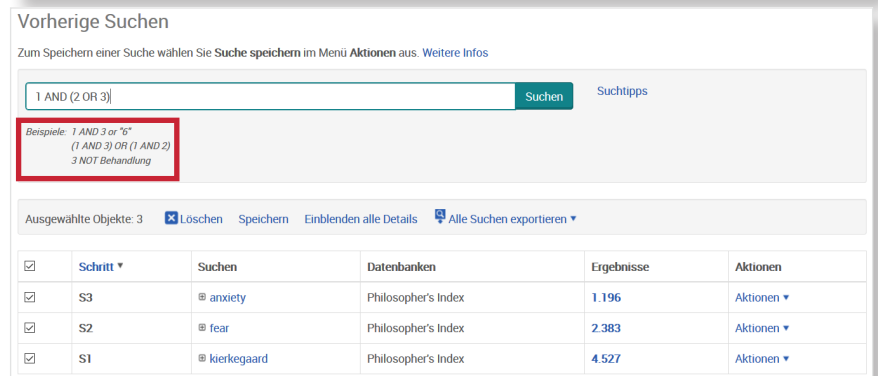 Vorherige Suchen
Zum Speichern einer Suche wählen Sie Suche speichern im Menü Aktionen aus. Weitere Infos
1 AND (2 OR 3) Suchen Suchtipps
Beispiele: 1 AND 3 or "6"
(1 AND 3) OR (1 AND 2)
3 NOT Behandlung
Ausgewählte Objekte: 3 Löschen Speichern Einblenden alle Details Alle Suchen exportieren
Schritt Suchen Datenbanken Ergebnisse Aktionen
S3 anxiety Philosopher's Index 1.196 Aktionen
S2 fear Philosopher's Index 2.383 Aktionen
S1 kierkegaard Philosopher's Index 4.527 Aktionen